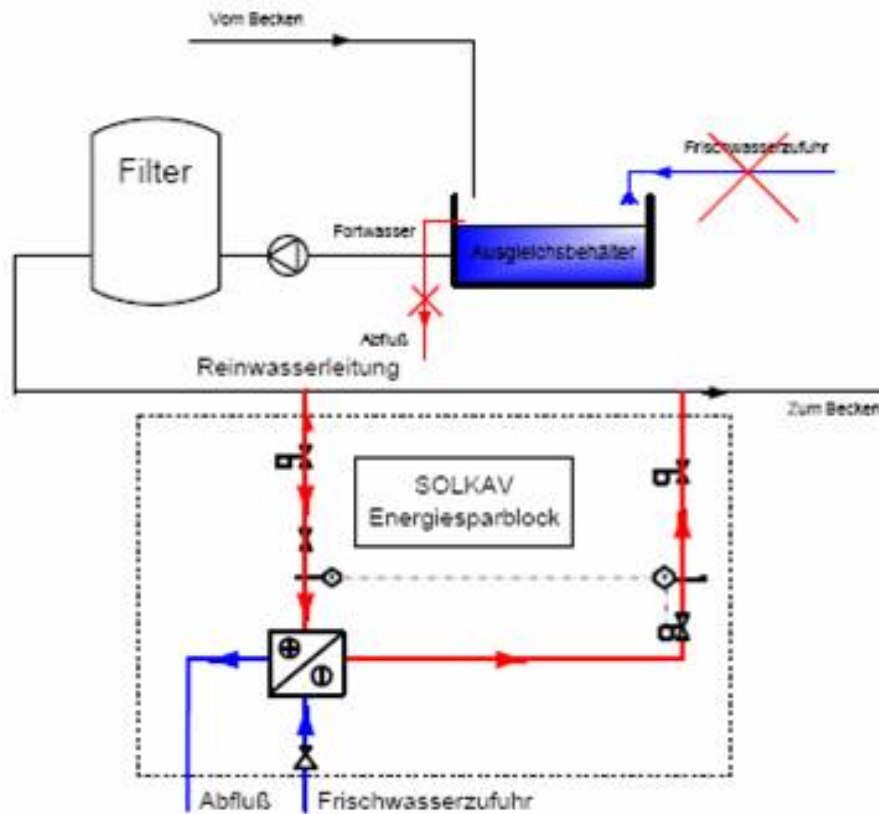 Vom Becken
Filter
Frischwasserzufuhr
Fortwasser
Ausgleichsbehälter
Abfluß
Reinwasserleitung
Zum Becken
SOLKAV
Energiesparblock
Abfluß
Frischwasserzufuhr